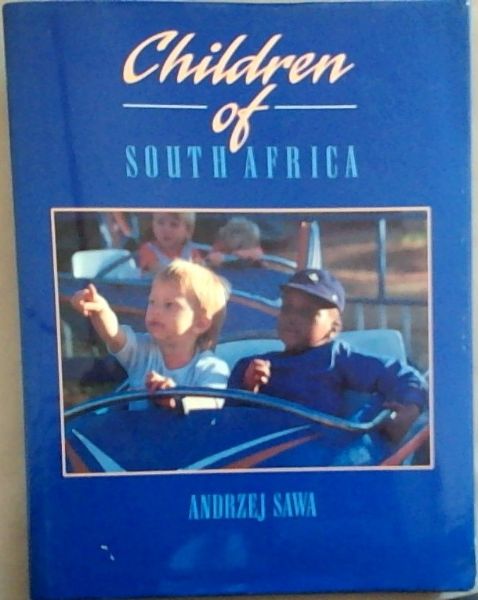 Children
of
SOUTH AFRICA
ANDRZEJ SAWA